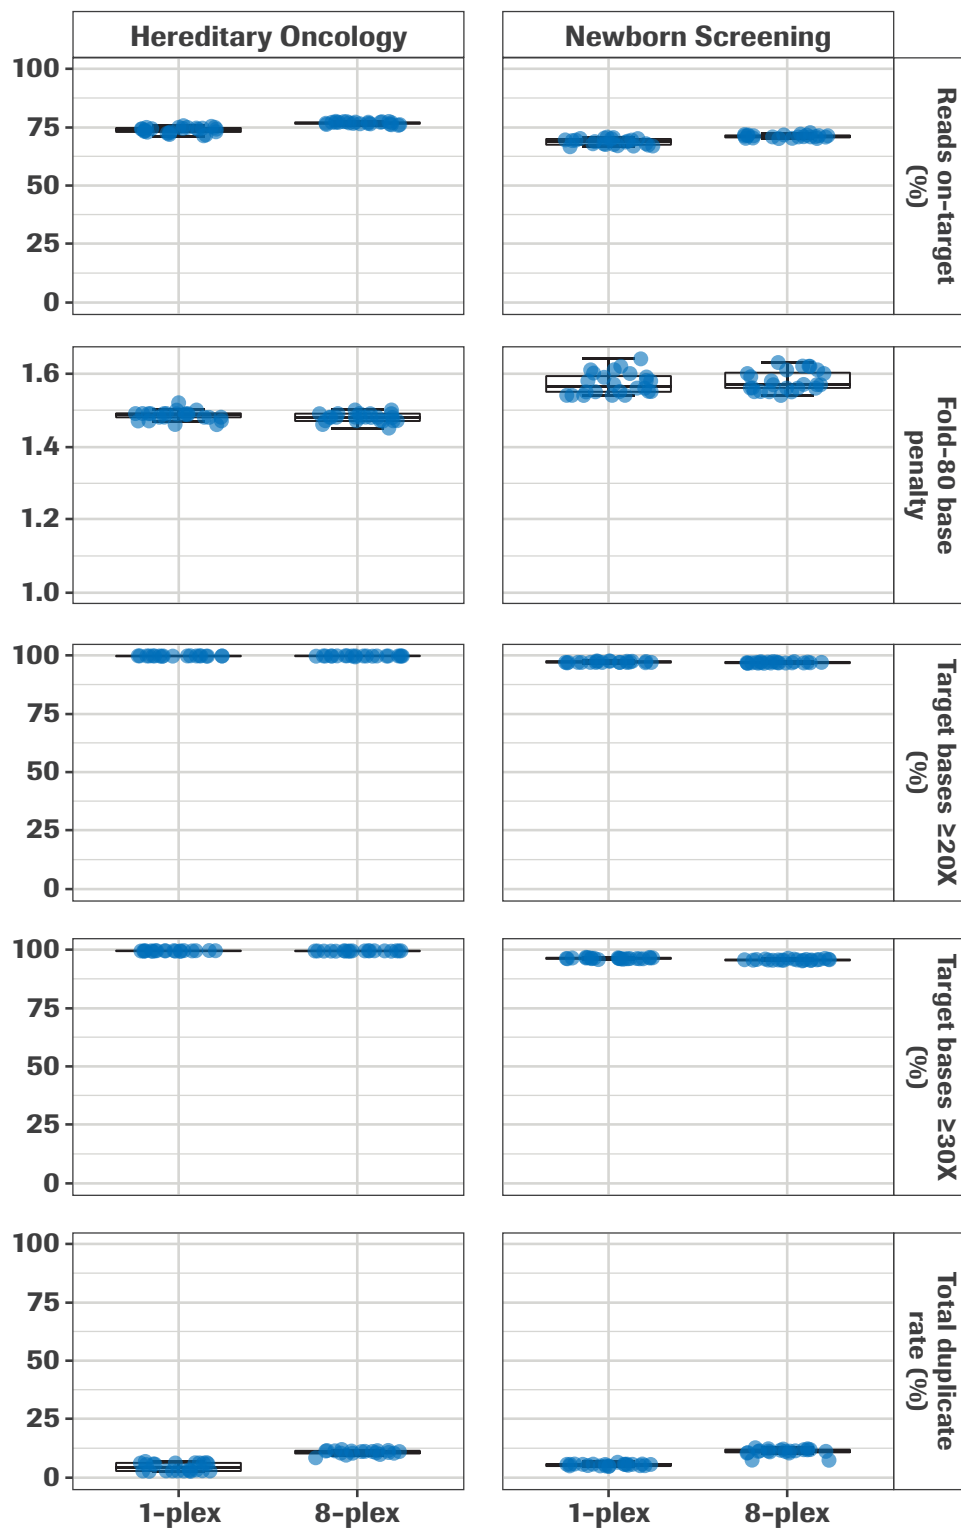 Hereditary Oncology
Newborn Screening
100
75
50
25
0
Reads on-target
(%)
1.6
1.4
1.2
1.0
Fold-80 base
penalty
100
75
50
25
0
Target bases ≥20X
(%)
100
75
50
25
0
Target bases ≥30X
(%)
100
75
50
25
0
Total duplicate
rate (%)
1-plex
8-plex
1-plex
8-plex